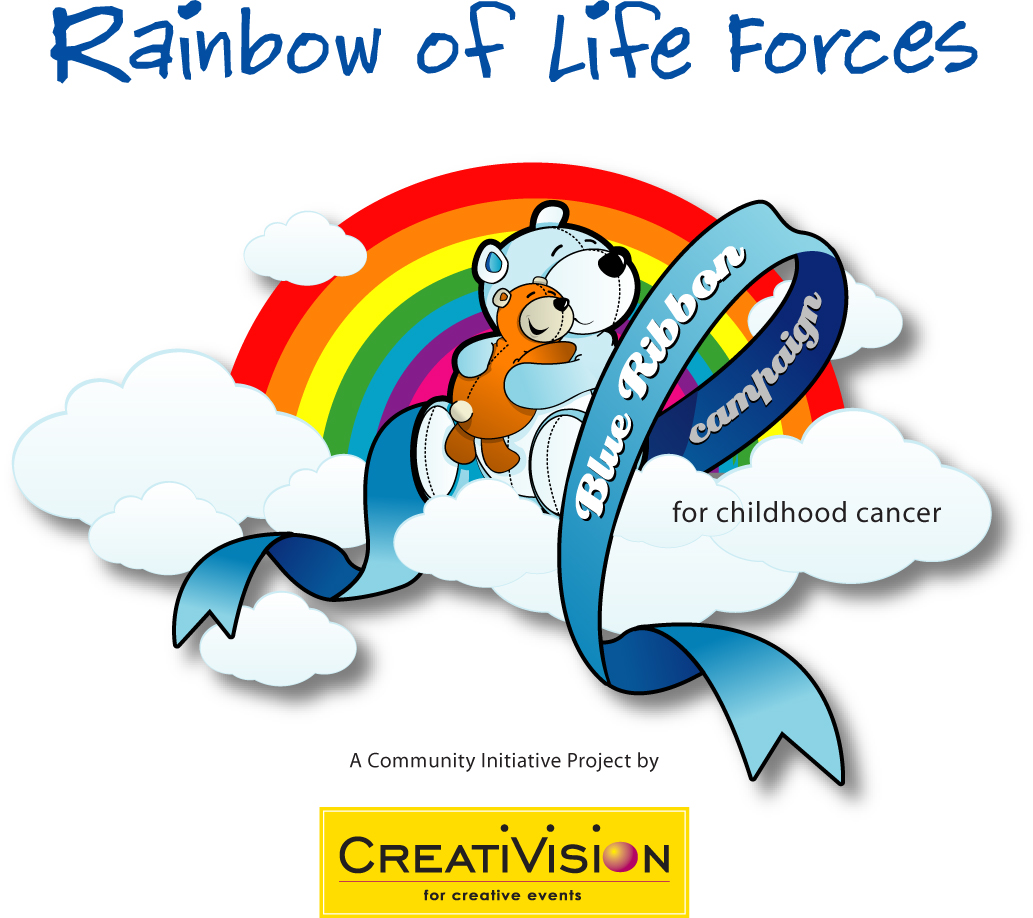 Rainbow of Life Forces
Blue Ribbon
campaign
for childhood cancer
A Community Initiative Project by
CREATIVISION
for creative events